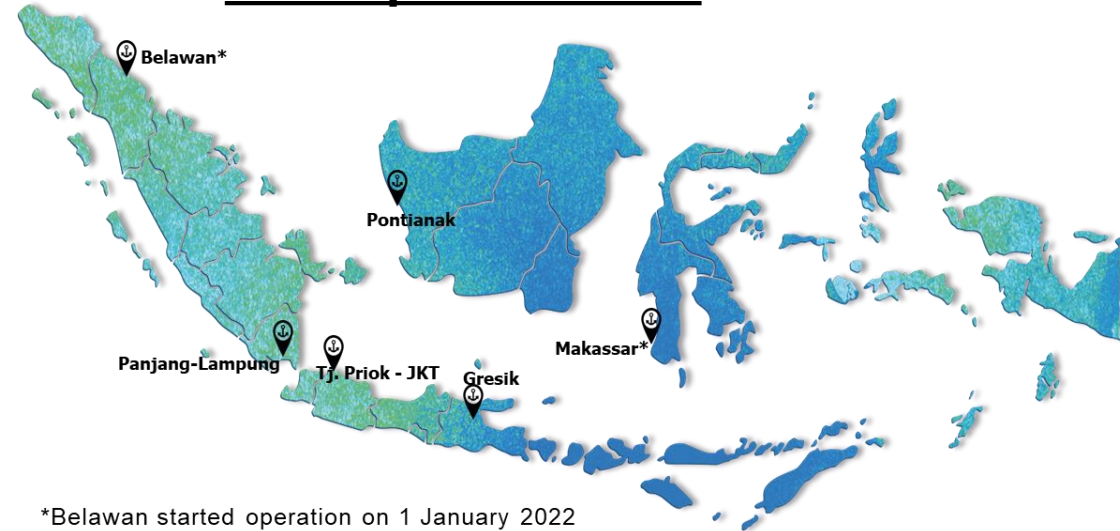 Belawan*
Pontianak
Makassar*
Panjang-Lampung
Tj. Priok - JKT
Gresik
*Belawan started operation on 1 January 2022